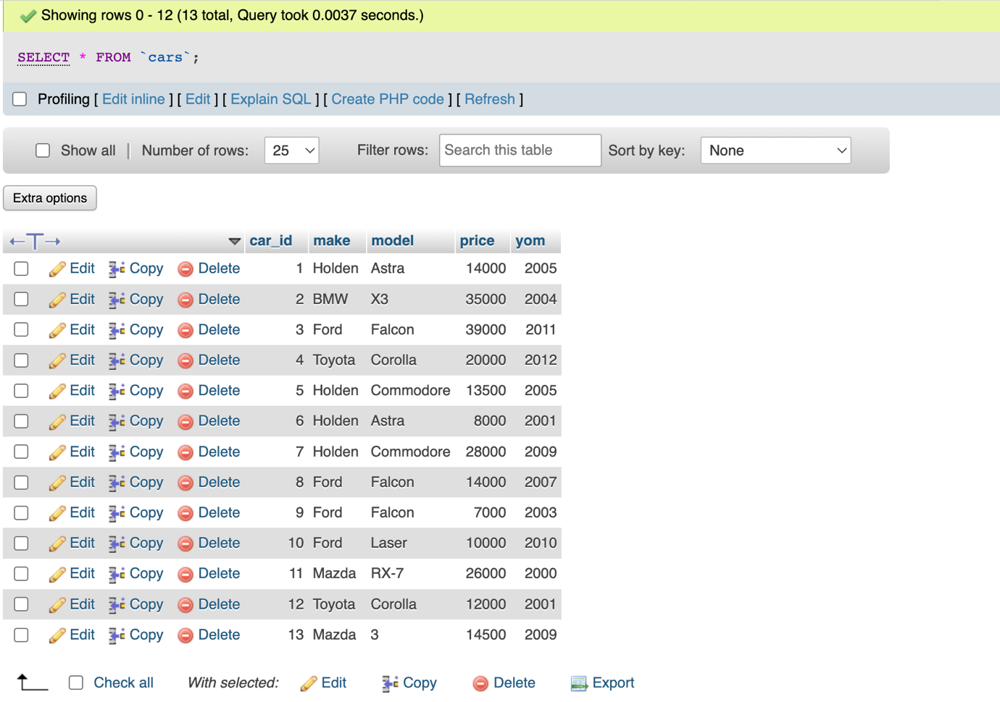 Showing rows 0 - 12 (13 total, Query took 0.0037 seconds.)
SELECT * FROM `cars`;
Profiling [ Edit inline ] [ Edit ] [ Explain SQL ] [ Create PHP code ] [ Refresh ]
Show all | Number of rows: 25 Filter rows: Search this table Sort by key: None
Extra options
car_id make model price yom
Edit Copy Delete 1 Holden Astra 14000 2005
Edit Copy Delete 2 BMW X3 35000 2004
Edit Copy Delete 3 Ford Falcon 39000 2011
Edit Copy Delete 4 Toyota Corolla 20000 2012
Edit Copy Delete 5 Holden Commodore 13500 2005
Edit Copy Delete 6 Holden Astra 8000 2001
Edit Copy Delete 7 Holden Commodore 28000 2009
Edit Copy Delete 8 Ford Falcon 14000 2007
Edit Copy Delete 9 Ford Falcon 7000 2003
Edit Copy Delete 10 Ford Laser 10000 2010
Edit Copy Delete 11 Mazda RX-7 26000 2000
Edit Copy Delete 12 Toyota Corolla 12000 2001
Edit Copy Delete 13 Mazda 3 14500 2009
Check all With selected: Edit Copy Delete Export